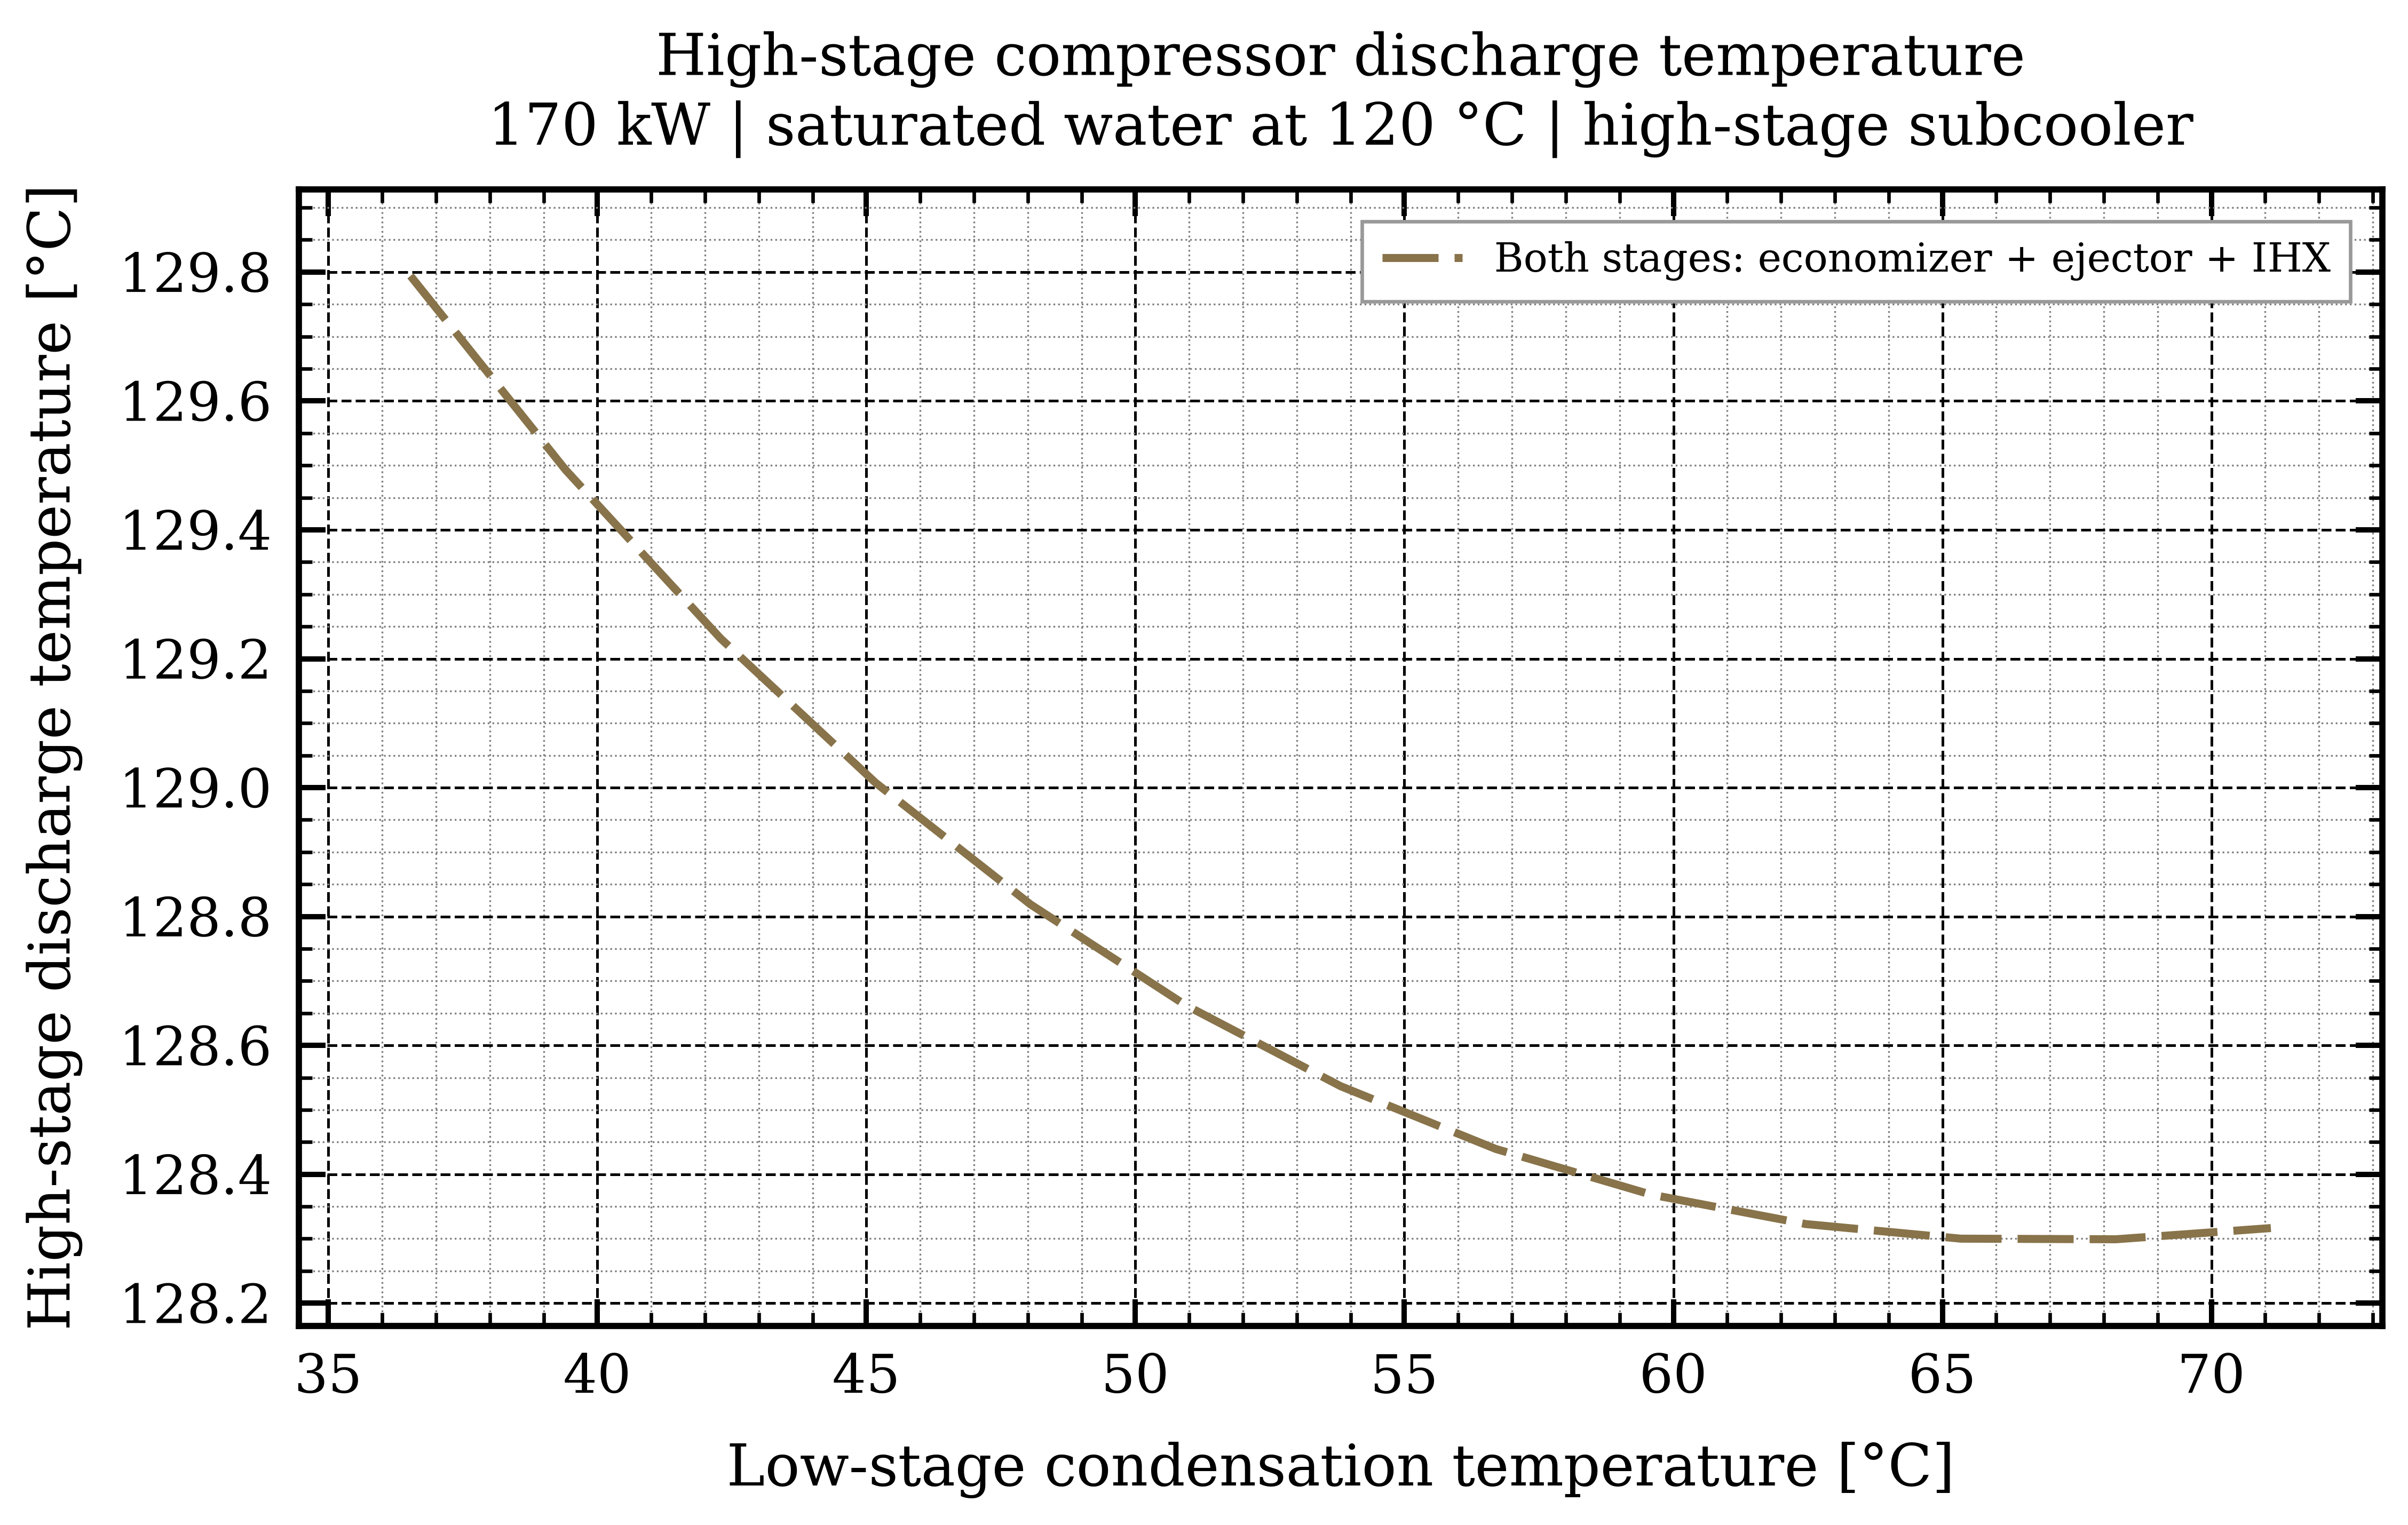 High-stage compressor discharge temperature
170 kW | saturated water at 120 °C | high-stage subcooler
High-stage discharge temperature [°C]
129.8
129.6
129.4
129.2
129.0
128.8
128.6
128.4
128.2
Both stages: economizer + ejector + IHX
35 40 45 50 55 60 65 70
Low-stage condensation temperature [°C]